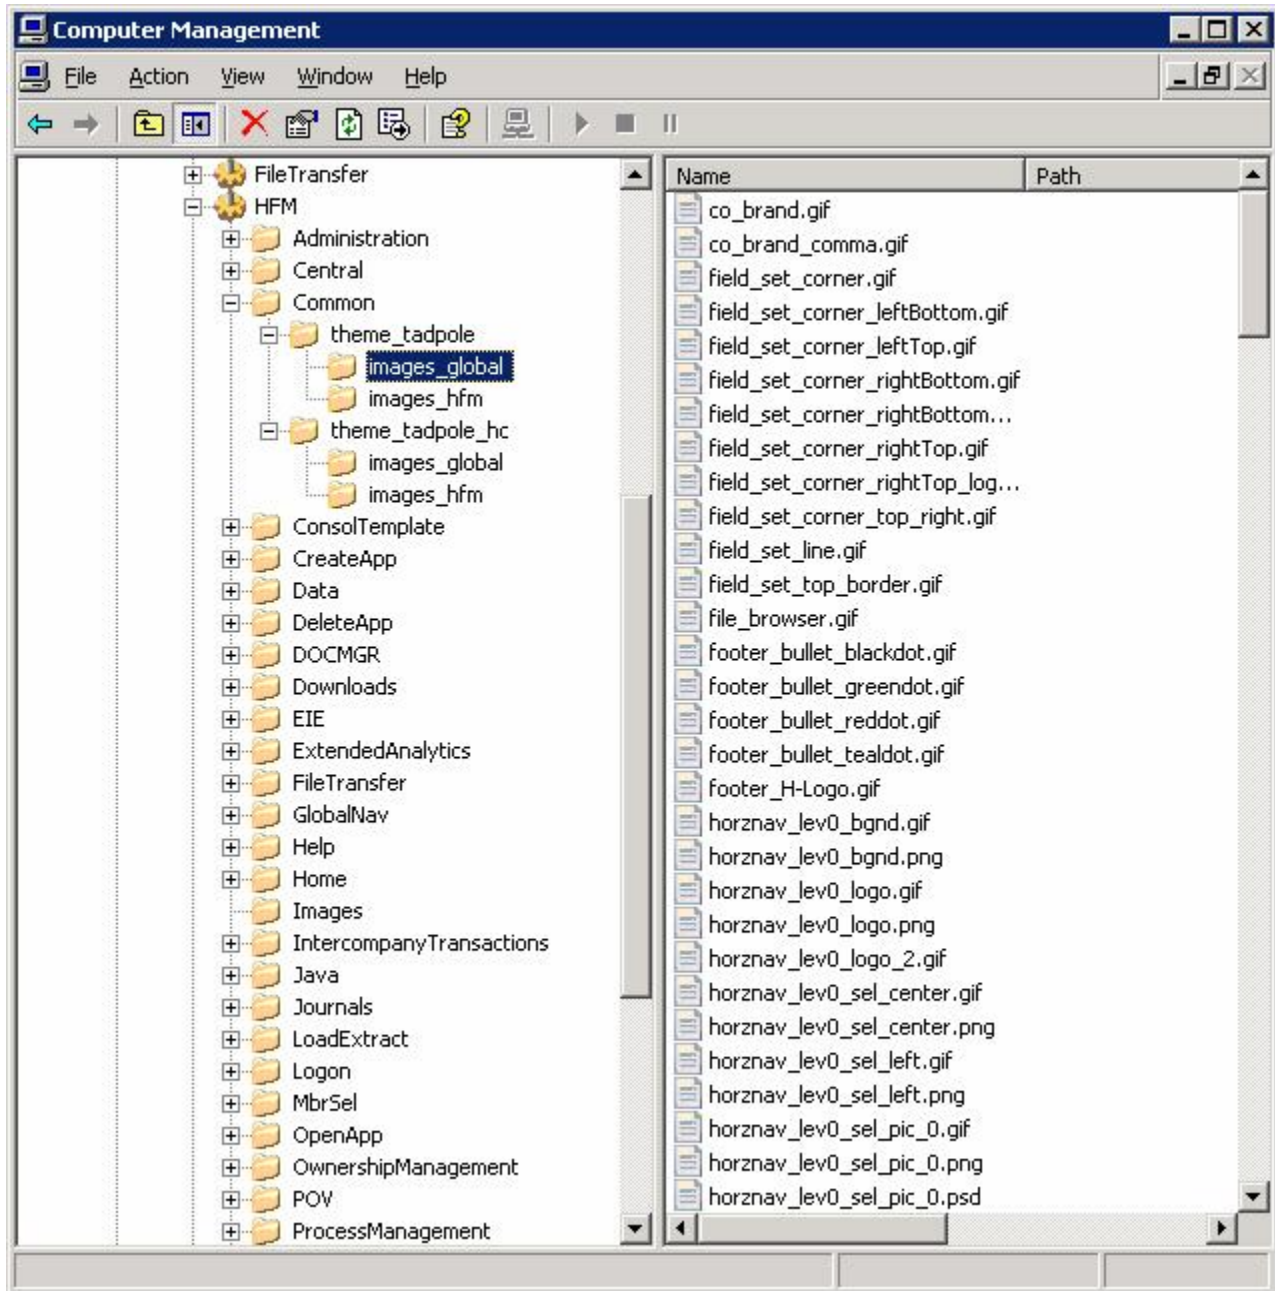 Computer Management
File Action View Window Help
FileTransfer
HFM
Administration
Central
Common
theme_tadpole
images_global
images_hfm
theme_tadpole_hc
images_global
images_hfm
ConsolTemplate
CreateApp
Data
DeleteApp
DOCMGR
Downloads
EIE
ExtendedAnalytics
FileTransfer
GlobalNav
Help
Home
Images
IntercompanyTransactions
Java
Journals
LoadExtract
Logon
MbrSel
OpenApp
OwnershipManagement
POV
ProcessManagement
Name Path
co_brand.gif
co_brand_comma.gif
field_set_corner.gif
field_set_corner_leftBottom.gif
field_set_corner_leftTop.gif
field_set_corner_rightBottom.gif
field_set_corner_rightBottom...
field_set_corner_rightTop.gif
field_set_corner_rightTop_log...
field_set_corner_top_right.gif
field_set_line.gif
field_set_top_border.gif
file_browser.gif
footer_bullet_blackdot.gif
footer_bullet_greendot.gif
footer_bullet_reddot.gif
footer_bullet_tealdot.gif
footer_H-Logo.gif
horznav_lev0_bgnd.gif
horznav_lev0_bgnd.png
horznav_lev0_logo.gif
horznav_lev0_logo.png
horznav_lev0_logo_2.gif
horznav_lev0_sel_center.gif
horznav_lev0_sel_center.png
horznav_lev0_sel_left.gif
horznav_lev0_sel_left.png
horznav_lev0_sel_pic_0.gif
horznav_lev0_sel_pic_0.png
horznav_lev0_sel_pic_0.psd